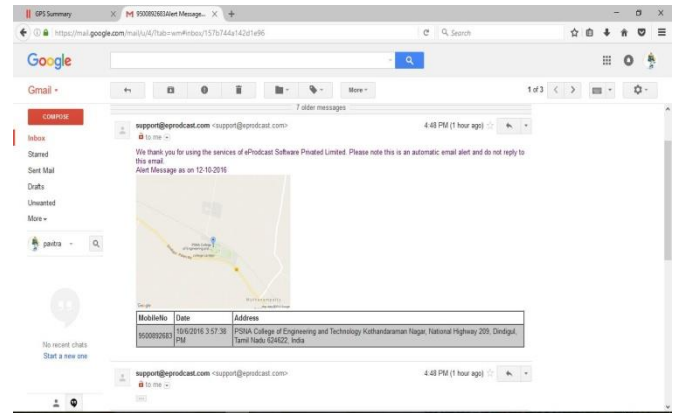 GPS Summary
9500892683Alert Message...
https://mail.google.com/mail/u/4/?tab=wm#inbox/157b744a142d1e96
Search
Google
Gmail
More
1 of 3
COMPOSE
Inbox
Starred
Sent Mail
Drafts
Unwanted
More
pavitra
No recent chats
Start a new one
7 older messages
support@eprodcast.com <support@eprodcast.com>
4:48 PM (1 hour ago)
to me
We thank you for using the services of eProdcast Software Privated Limited. Please note this is an automatic email alert and do not reply to
this email.
Alert Message as on 12-10-2016
Google
MobileNo Date Address
9500892683 10/6/2016 3:57:38 PM PSNA College of Engineering and Technology Kothandaraman Nagar, National Highway 209, Dindigul,
Tamil Nadu 624622, India
support@eprodcast.com <support@eprodcast.com>
4:48 PM (1 hour ago)
to me